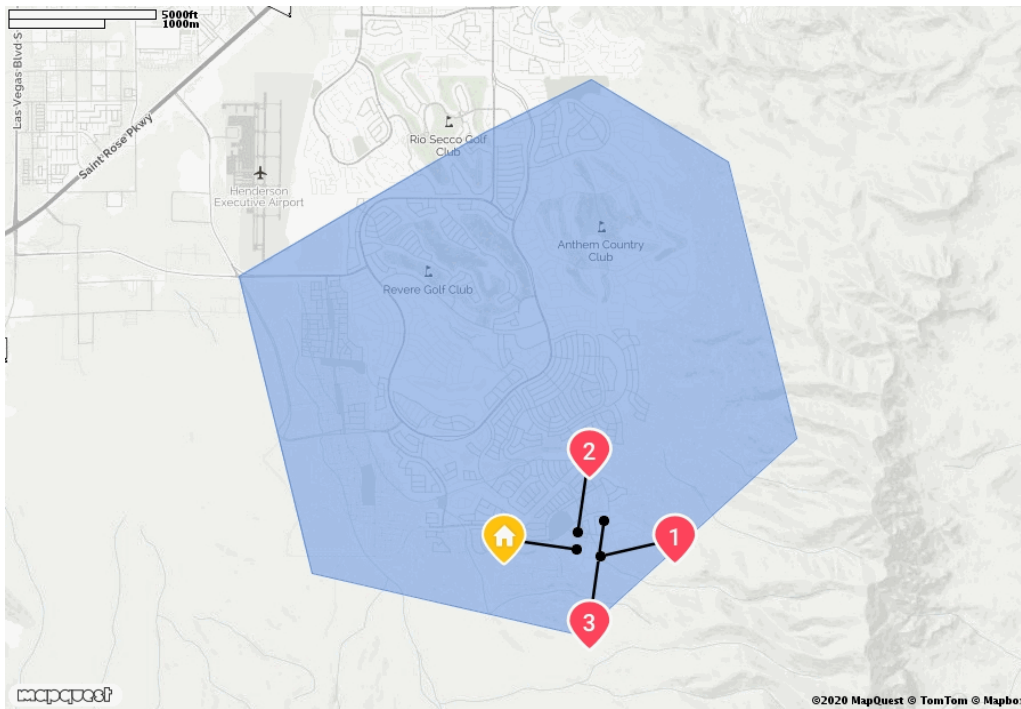 5000ft
1000m
Las Vegas Blvd S
Saint Rose Pkwy
Rio Secco Golf
Club
Henderson
Executive Airport
Anthem Country
Club
Revere Golf Club
2
1
3
mapquest
©2020 MapQuest © TomTom © Mapbo